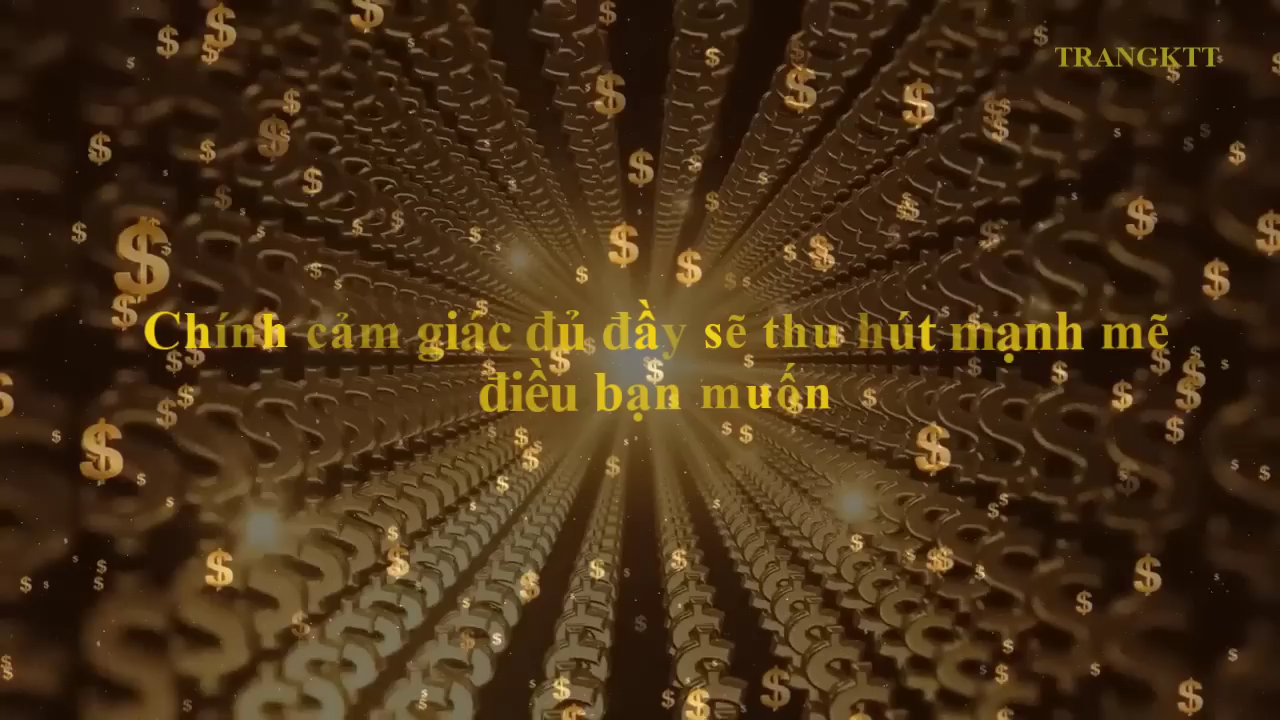 TRANGKTT
Chính cảm giác đủ đầy sẽ thu hút mạnh mẽ
điều bạn muốn